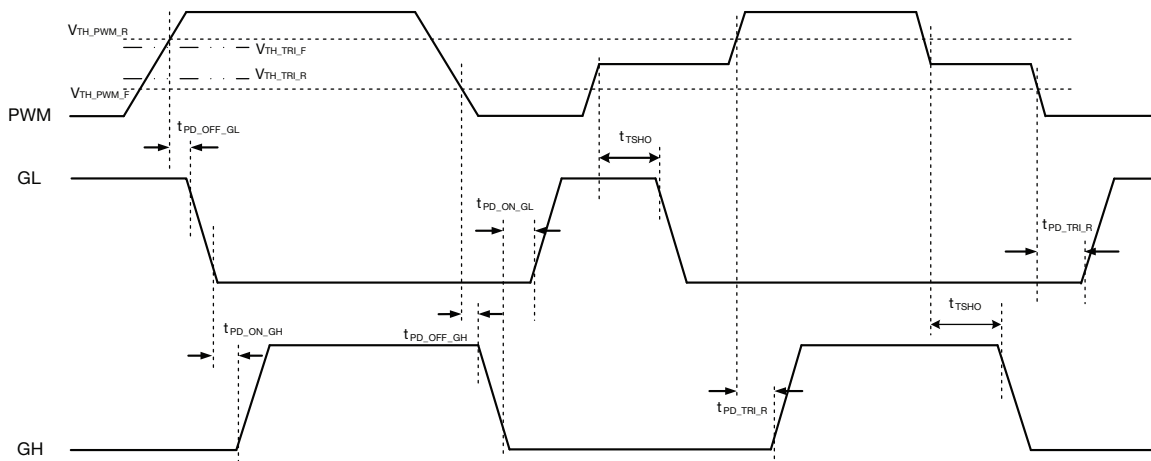 VTH_PWM_R
VTH_TRI_F
VTH_TRI_R
VTH_PWM_F
PWM
tPD_OFF_GL
tTSHO
GL
tPD_ON_GL
tPD_TRI_R
tTSHO
tPD_ON_GH
tPD_OFF_GH
tPD_TRI_R
GH